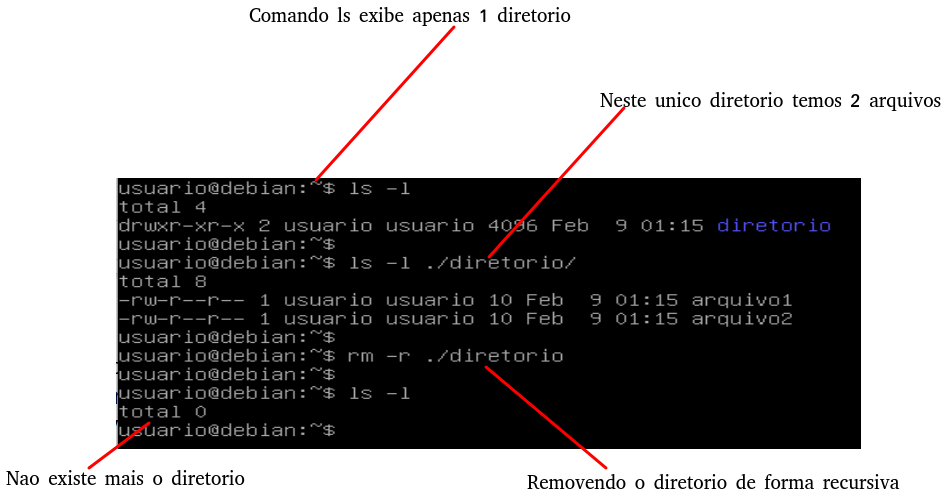 Comando ls exibe apenas 1 diretorio
Neste unico diretorio temos 2 arquivos
usuario@debian:~$ ls -l
total 4
drwxr-xr-x 2 usuario usuario 4096 Feb  9 01:15 diretorio
usuario@debian:~$
usuario@debian:~$ ls -l ./diretorio/
total 8
-rw-r--r-- 1 usuario usuario 10 Feb  9 01:15 arquivo1
-rw-r--r-- 1 usuario usuario 10 Feb  9 01:15 arquivo2
usuario@debian:~$
usuario@debian:~$ rm -r ./diretorio
usuario@debian:~$
usuario@debian:~$ ls -l
total 0
usuario@debian:~$
Nao existe mais o diretorio
Removendo o diretorio de forma recursiva